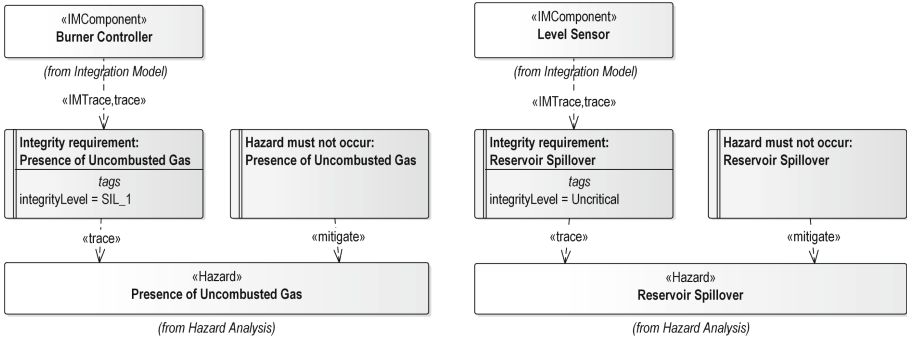 «IMComponent»
Burner Controller
(from Integration Model)
«IMTrace,trace»
Integrity requirement:
Presence of Uncombusted Gas
tags
integrityLevel = SIL_1
Hazard must not occur:
Presence of Uncombusted Gas
«trace»
«mitigate»
«Hazard»
Presence of Uncombusted Gas
(from Hazard Analysis)
«IMComponent»
Level Sensor
(from Integration Model)
«IMTrace,trace»
Integrity requirement:
Reservoir Spillover
tags
integrityLevel = Uncritical
Hazard must not occur:
Reservoir Spillover
«trace»
«mitigate»
«Hazard»
Reservoir Spillover
(from Hazard Analysis)